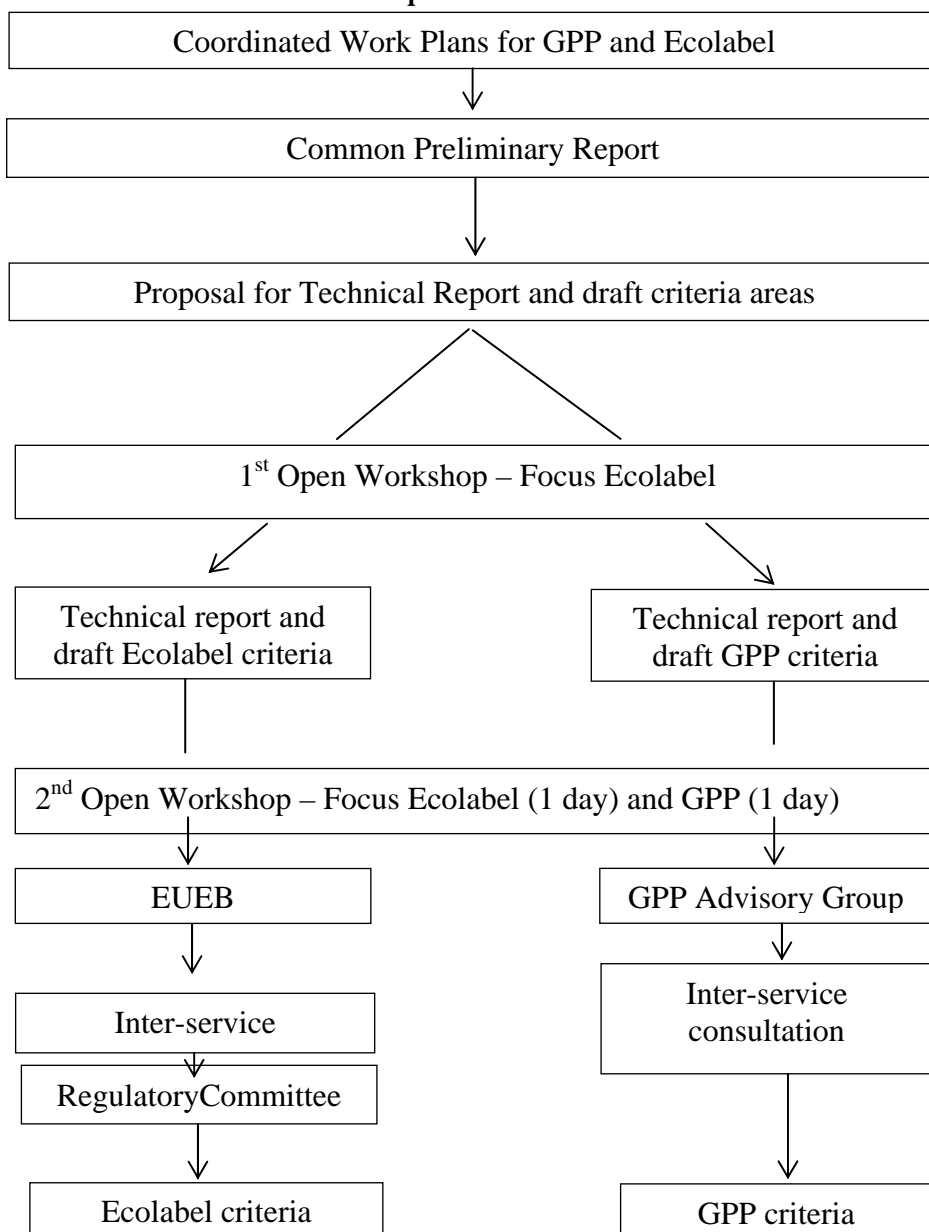 Coordinated Work Plans for GPP and Ecolabel
Common Preliminary Report
Proposal for Technical Report and draft criteria areas
1st Open Workshop – Focus Ecolabel
Technical report and
draft Ecolabel criteria
Technical report and
draft GPP criteria
2nd Open Workshop – Focus Ecolabel (1 day) and GPP (1 day)
EUEB
GPP Advisory Group
Inter-service
Inter-service
consultation
RegulatoryCommittee
Ecolabel criteria
GPP criteria